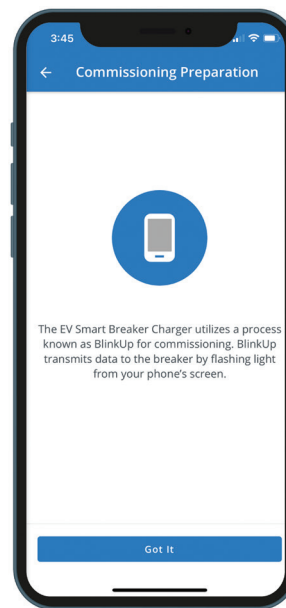 3:45
Commissioning Preparation
The EV Smart Breaker Charger utilizes a process
known as BlinkUp for commissioning. BlinkUp
transmits data to the breaker by flashing light
from your phone's screen.
Got It